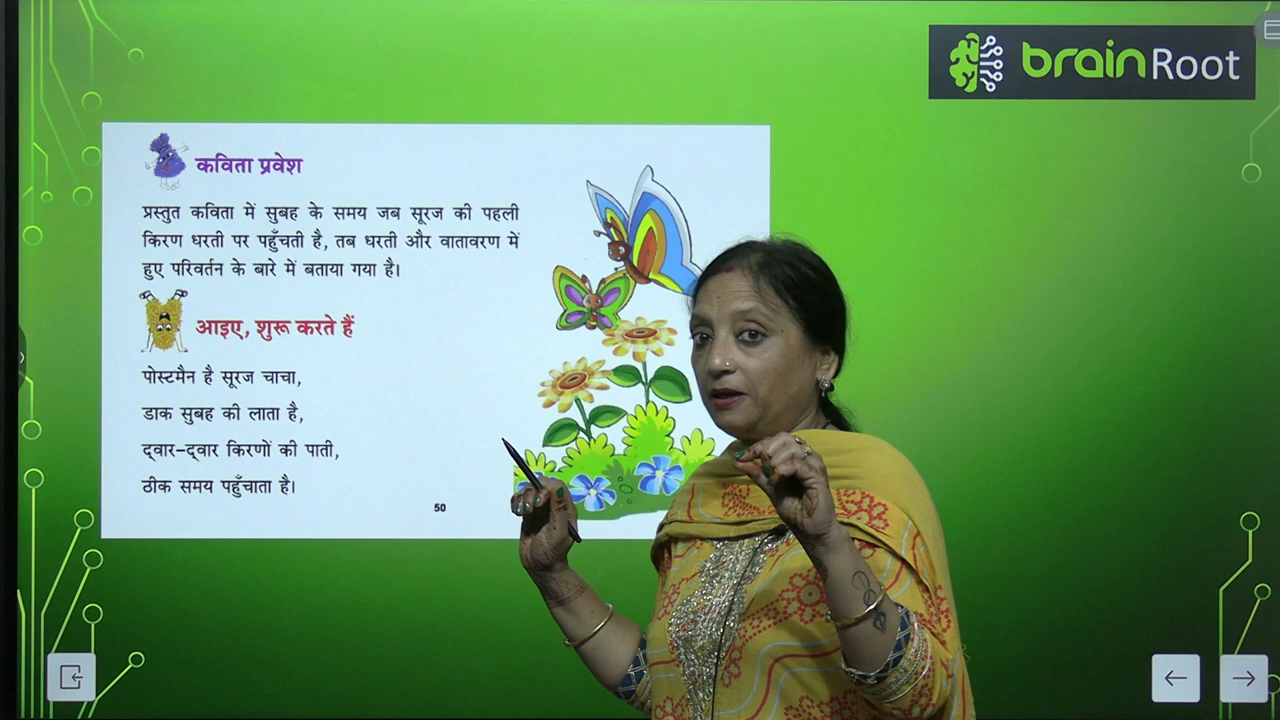 brainRoot
कविता प्रवेश
प्रस्तुत कविता में सुबह के समय जब सूरज की पहली
किरण धरती पर पहुँचती है, तब धरती और वातावरण में
हुए परिवर्तन के बारे में बताया गया है।
आइए, शुरू करते हैं
पोस्टमैन है सूरज चाचा,
डाक सुबह की लाता है,
द्वार-द्वार किरणों की पाती,
ठीक समय पहुँचाता है।
50